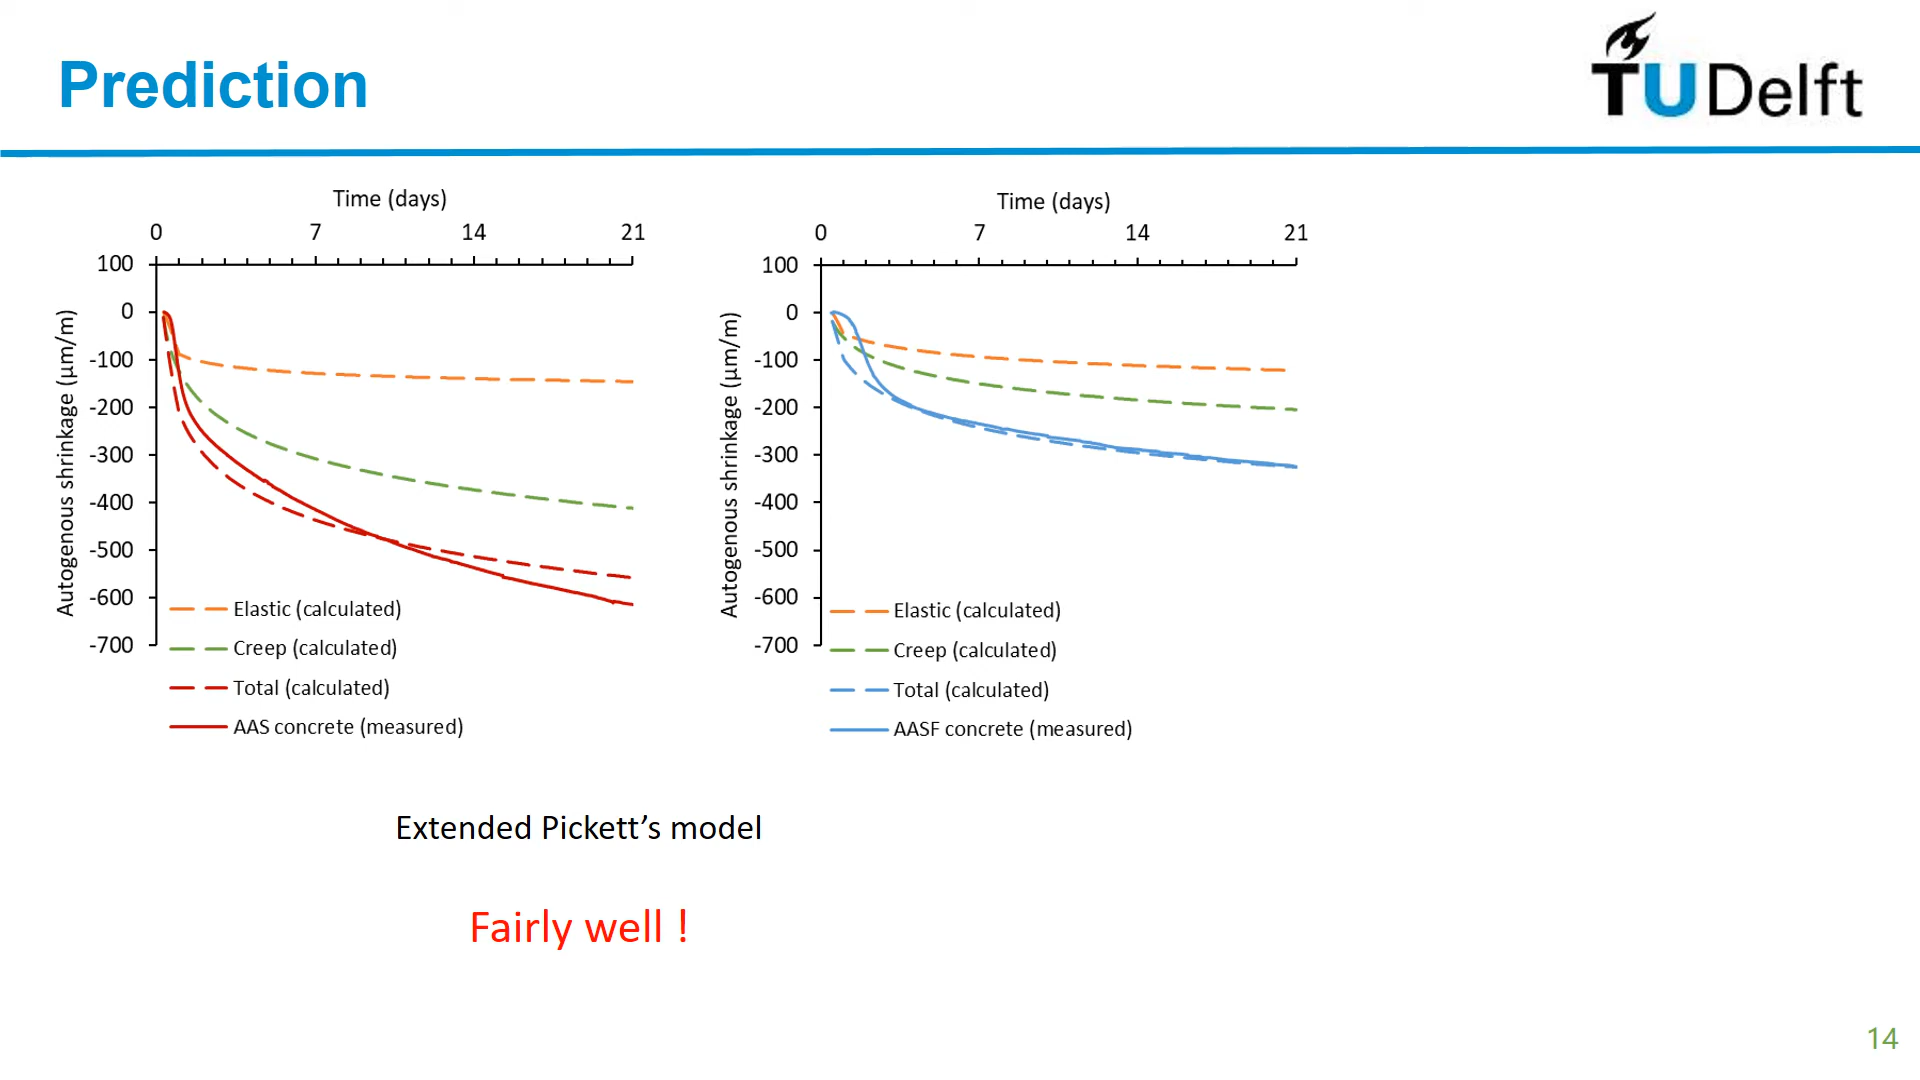 Prediction
TU Delft
Time (days)
0 7 14 21
100
0
-100
-200
-300
-400
-500
-600
-700
Autogenous shrinkage (μm/m)
Elastic (calculated)
Creep (calculated)
Total (calculated)
AAS concrete (measured)
Time (days)
0 7 14 21
100
0
-100
-200
-300
-400
-500
-600
-700
Autogenous shrinkage (μm/m)
Elastic (calculated)
Creep (calculated)
Total (calculated)
AASF concrete (measured)
Extended Pickett’s model
Fairly well !
14